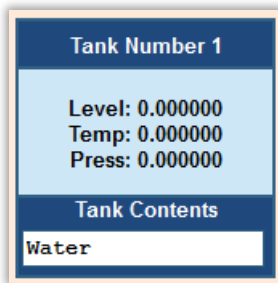 Tank Number 1
Level: 0.000000
Temp: 0.000000
Press: 0.000000
Tank Contents
Water